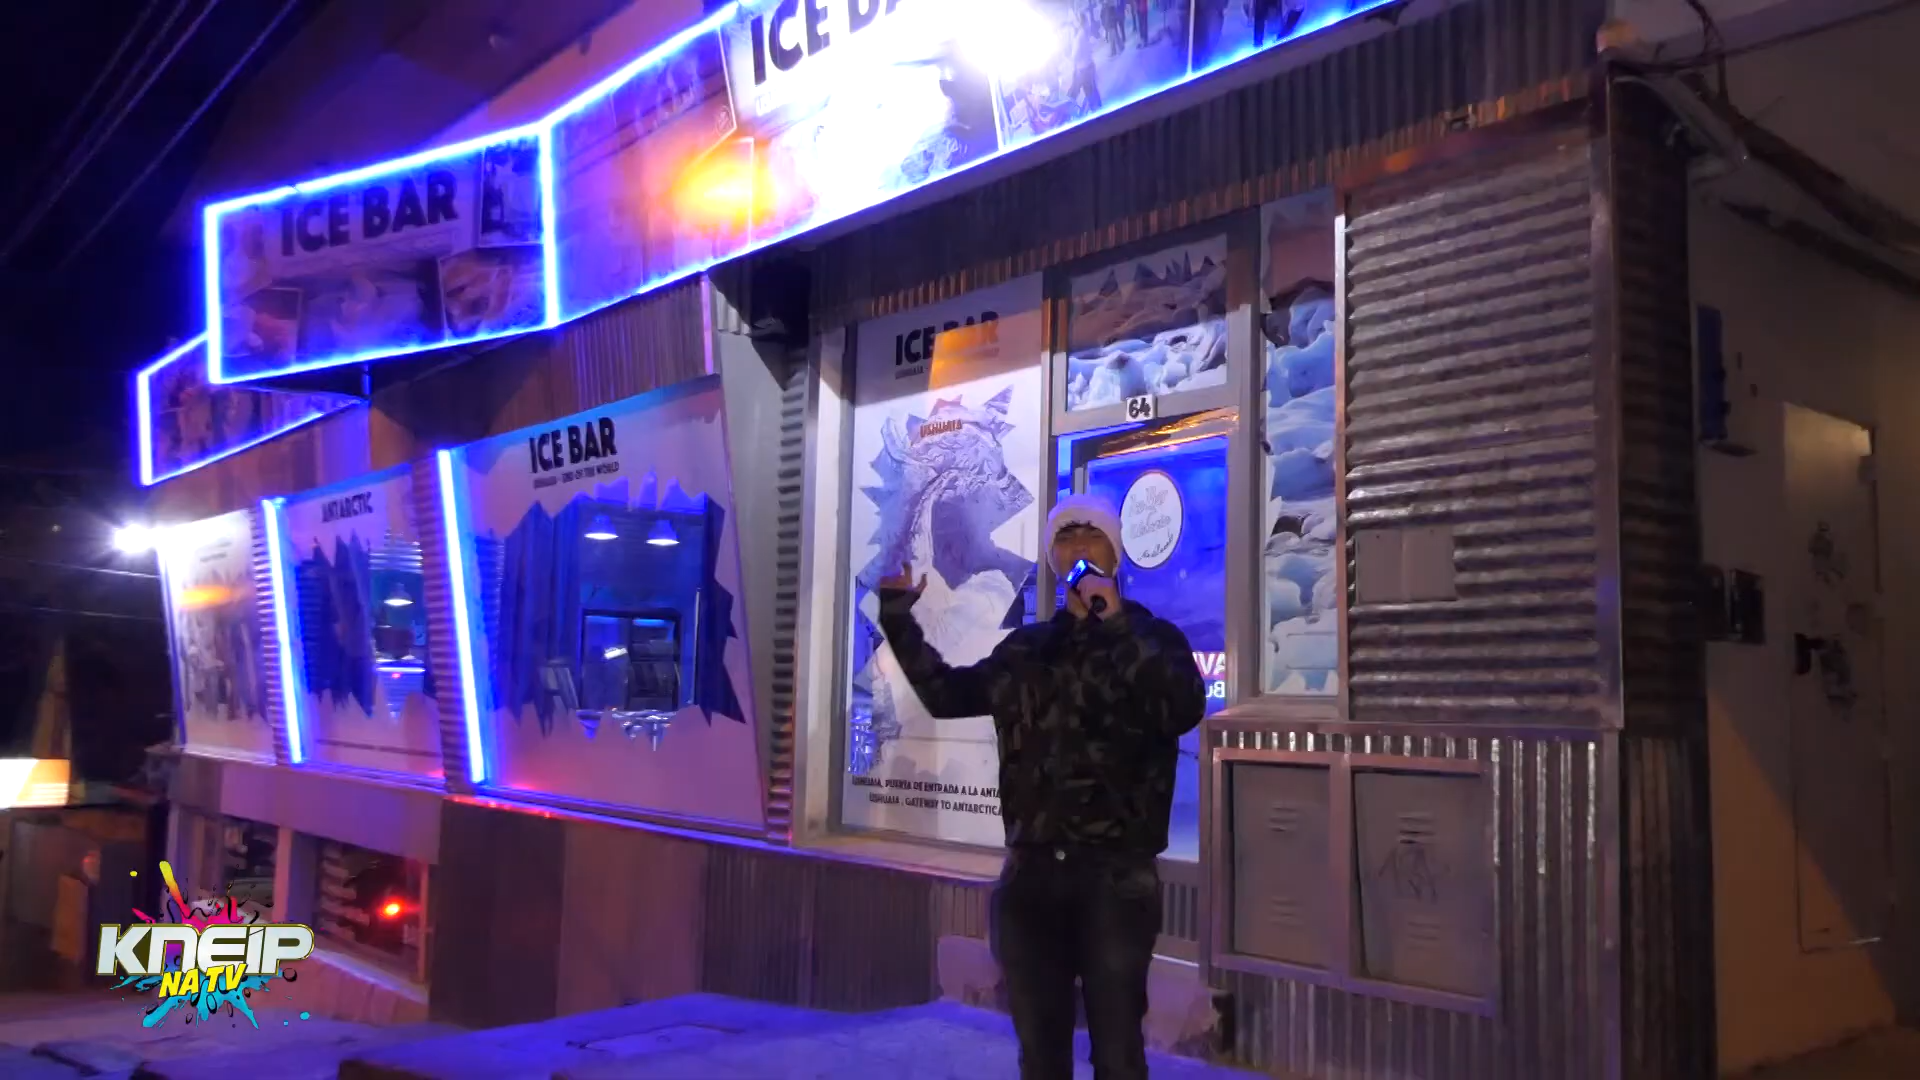 ICE BAR
ICE BAR
ICE BAR
USHUAIA - END OF THE WORLD
ANTARCTIC
ICE BAR
USHUAIA
64
USHUAIA, PUERTA DE ENTRADA A LA
USHUAIA, GATEWAY TO ANTARCTICA
KNEIP
NA TV